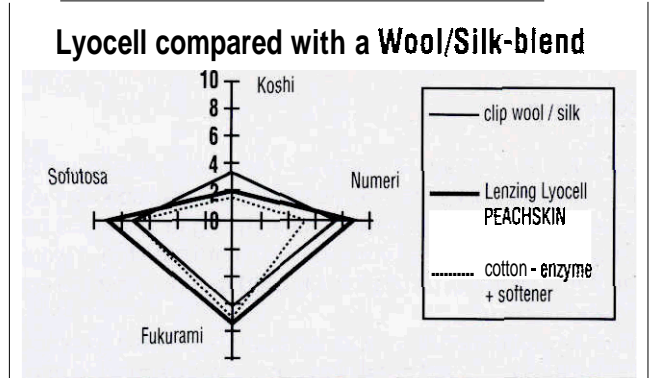 Lyocell compared with a Wool/Silk-blend
10
Koshi
8
6
4
2
0
Sofutosa
Numeri
Fukurami
clip wool / silk
Lenzing Lyocell
PEACHSKIN
cotton - enzyme
+ softener